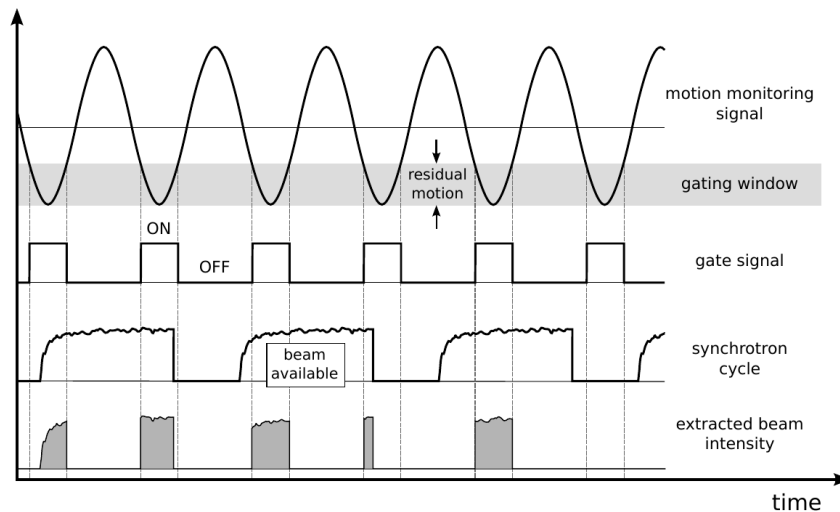 motion monitoring
signal
residual
motion
gating window
ON
OFF
gate signal
beam
available
synchrotron
cycle
extracted beam
intensity
time